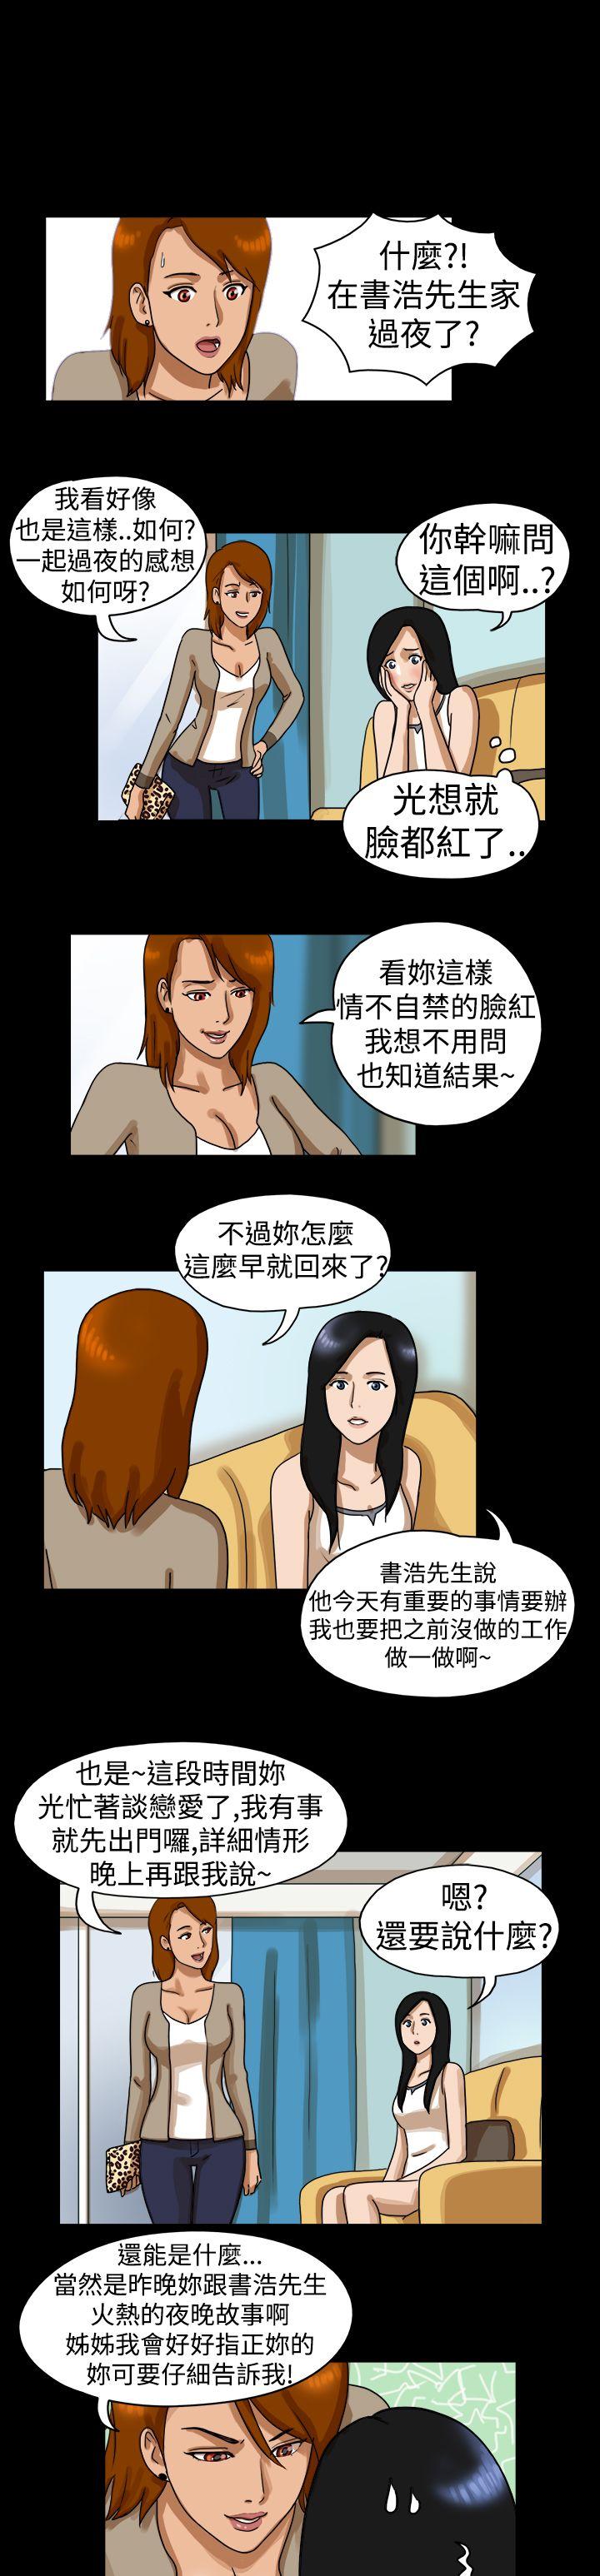 什麼?!
在書浩先生家
過夜了?
我看好像
也是這樣..如何?
一起過夜的感想
如何呀?
你幹嘛問
這個啊..?
光想就
臉都紅了..
看妳這樣
情不自禁的臉紅
我想不用問
也知道結果~
不過妳怎麼
這麼早就回來了?
書浩先生說
他今天有重要的事情要辦
我也要把之前沒做的工作
做一做啊~
也是~這段時間妳
光忙著談戀愛了,我有事
就先出門囉,詳細情形
晚上再跟我說~
嗯?
還要說什麼?
還能是什麼...
當然是昨晚妳跟書浩先生
火熱的夜晚故事啊
姊姊我會好好指正妳的
妳可要仔細告訴我!